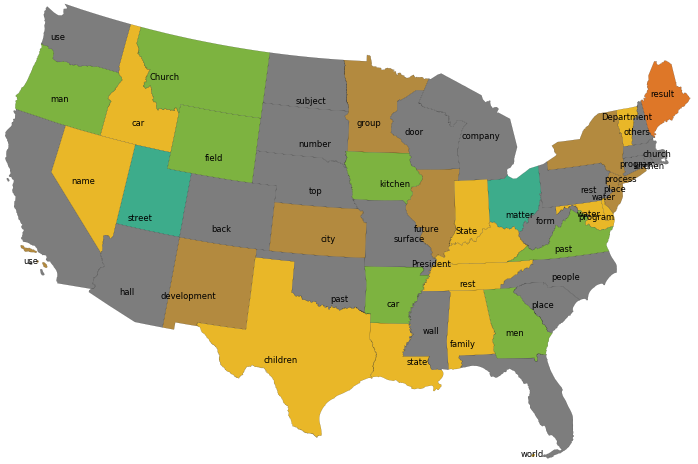 use
Church
result
man
subject
Department
car
group
door
others
company
number
church
field
program
kitchen
name
kitchen
process
top
rest
place
water
street
matter
water
program
back
form
future
State
city
surface
past
use
President
people
hall
development
rest
past
car
place
wall
men
children
family
state
world